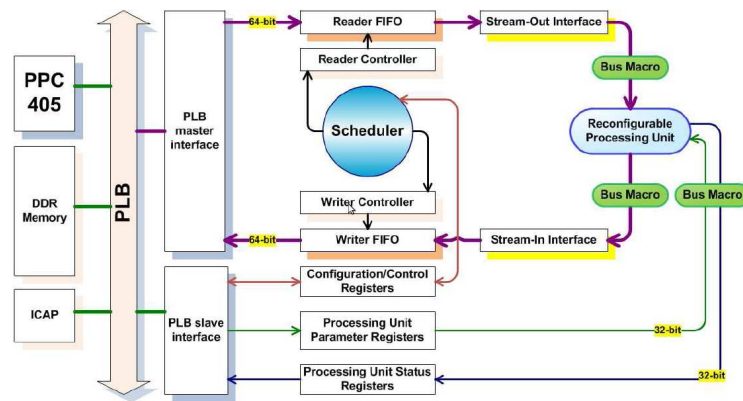 PPC
405
DDR
Memory
ICAP
PLB
PLB
master
interface
PLB slave
interface
64-bit
Reader FIFO
Stream-Out Interface
Reader Controller
Bus Macro
Scheduler
Reconfigurable
Processing Unit
Writer Controller
Bus Macro
Bus Macro
64-bit
Writer FIFO
Stream-In Interface
Configuration/Control
Registers
Processing Unit
Parameter Registers
32-bit
Processing Unit Status
Registers
32-bit